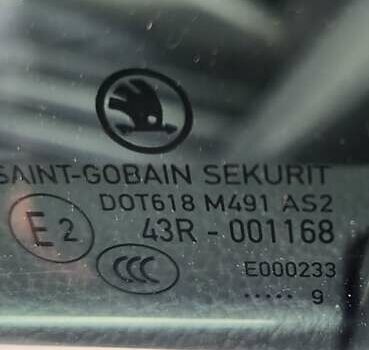 SAINT-GOBAIN SEKURIT
DOT618 M491 AS2
E2 43R - 001168
CCC E000233
..... 9